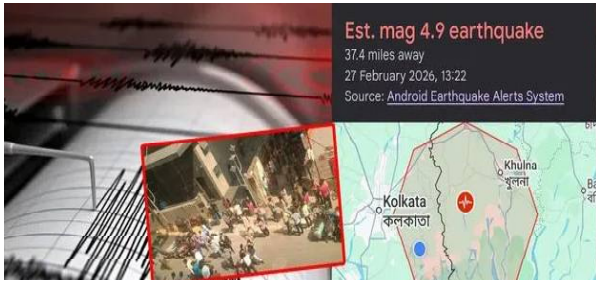 Est. mag 4.9 earthquake
37.4 miles away
27 February 2026, 13:22
Source: Android Earthquake Alerts System
Khulna
খুলনা
Kolkata
কলকাতা